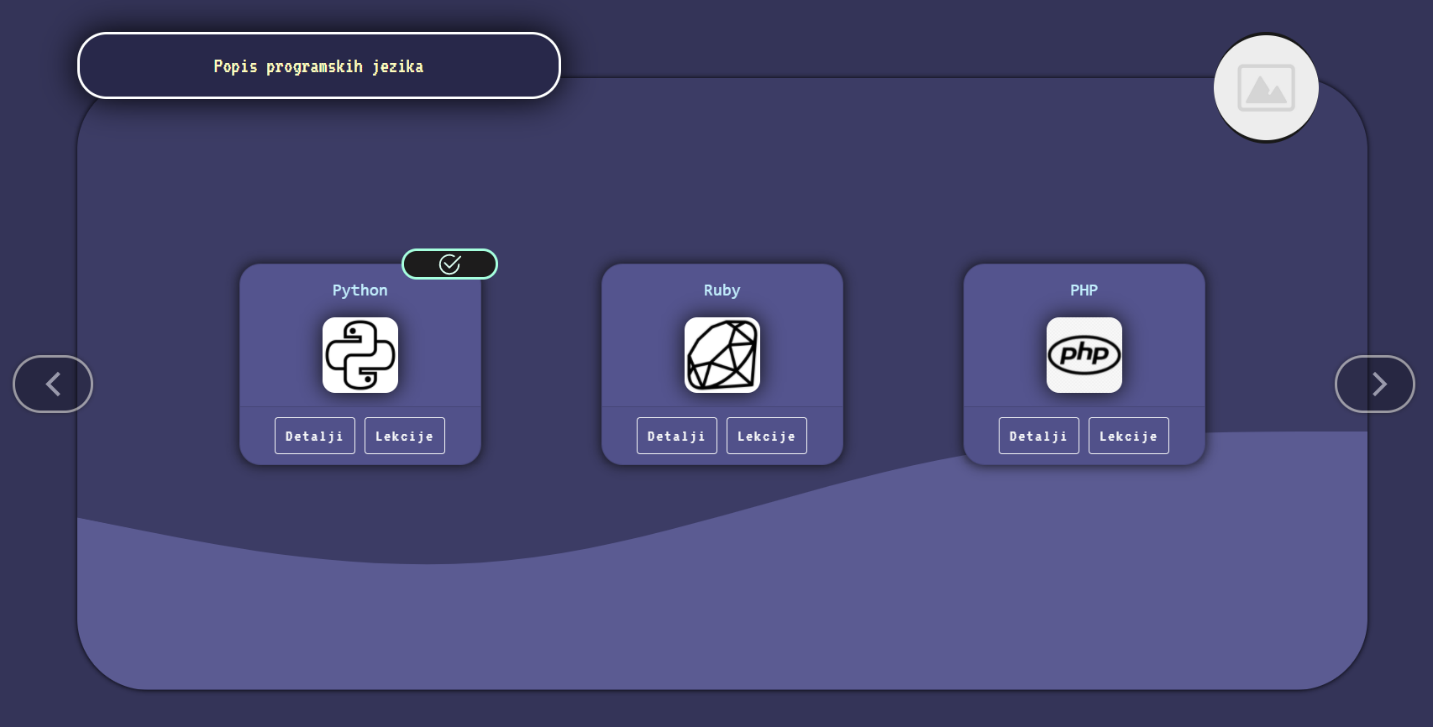 Popis programskih jezika
Python
Ruby
PHP
php
Detalji
Lekcije
Detalji
Lekcije
Detalji
Lekcije